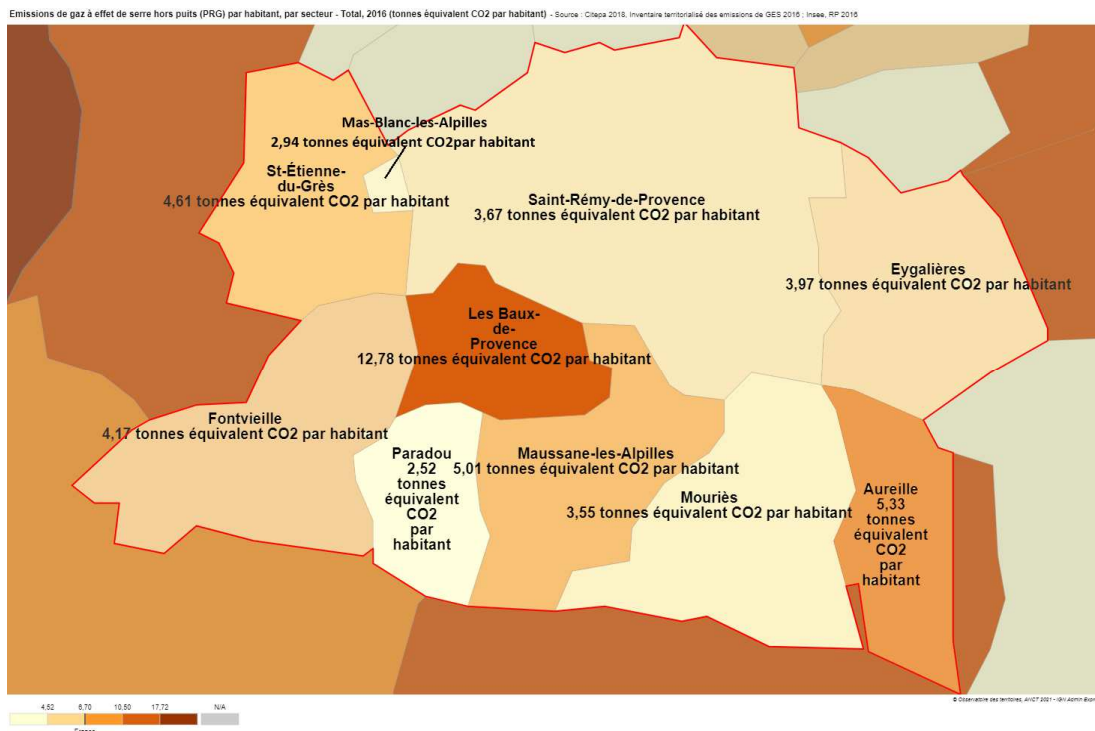 Emissions de gaz à effet de serre hors puits (PRG) par habitant, par secteur - Total, 2016 (tonnes équivalent CO2 par habitant) - Source : Citepa 2018, Inventaire territorialisé des emissions de GES 2016 ; Insee, RP 2016
Mas-Blanc-les-Alpilles
2,94 tonnes équivalent CO2par habitant
St-Étienne-
du-Grès
4,61 tonnes équivalent CO2 par habitant
Saint-Rémy-de-Provence
3,67 tonnes équivalent CO2 par habitant
Eygalières
3,97 tonnes équivalent CO2 par habitant
Les Baux-
de-
Provence
12,78 tonnes équivalent CO2 par habitant
Fontvieille
4,17 tonnes équivalent CO2 par habitant
Paradou
2,52
tonnes
équivalent
CO2
par
habitant
Maussane-les-Alpilles
5,01 tonnes équivalent CO2 par habitant
Mouriès
3,55 tonnes équivalent CO2 par habitant
Aureille
5,33
tonnes
équivalent
CO2
par
habitant
© Observatoire des territoires, ANCT 2021 - IGN Admin Expr
4,52 6,70 10,50 17,72 N/A
France